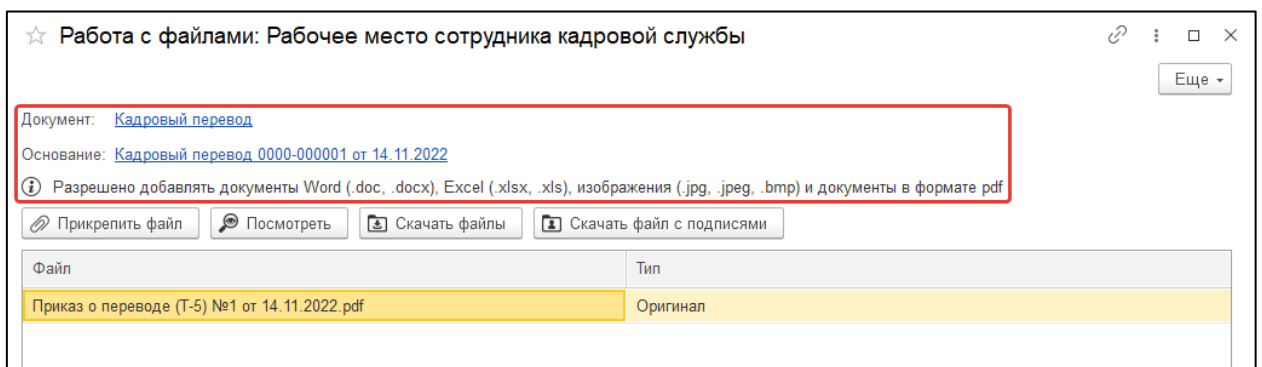 Работа с файлами: Рабочее место сотрудника кадровой службы
Еще
Документ: Кадровый перевод
Основание: Кадровый перевод 0000-000001 от 14.11.2022
Разрешено добавлять документы Word (.doc, .docx), Excel (.xlsx, .xls), изображения (.jpg, .jpeg, .bmp) и документы в формате pdf
Прикрепить файл Посмотреть Скачать файлы Скачать файл с подписями
Файл Тип
Приказ о переводе (Т-5) №1 от 14.11.2022.pdf Оригинал